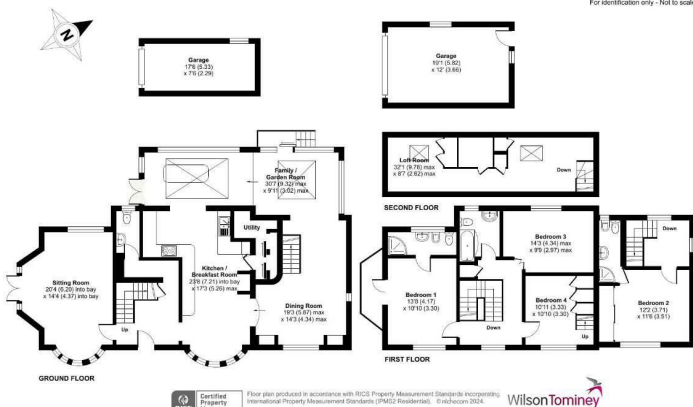 For identification only - Not to scale
N
Garage
17'6 (5.33)
x 7'6 (2.29)
Garage
19'1 (5.82)
x 12' (3.66)
Family /
Garden Room
30'7 (9.32) max
x 9'11 (3.02) max
Loft Room
32'1 (9.78) max
x 8'7 (2.62) max
Down
SECOND FLOOR
Utility
Sitting Room
20'4 (6.20) into bay
x 14'4 (4.37) into bay
Kitchen /
Breakfast Room
23'8 (7.21) into bay
x 17'3 (5.26) max
Dining Room
19'3 (5.87) max
x 14'3 (4.34) max
Up
GROUND FLOOR
Bedroom 3
14'3 (4.34) max
x 9'9 (2.97) max
Down
Bedroom 1
13'8 (4.17)
x 10'10 (3.30)
Bedroom 4
10'11 (3.33)
x 10'10 (3.30)
Bedroom 2
12'2 (3.71)
x 11'6 (3.51)
Down
Up
FIRST FLOOR
Certified
Property
Floor plan produced in accordance with RICS Property Measurement Standards incorporating
International Property Measurement Standards (IPMS2 Residential). © nichecom 2024.
WilsonTominey